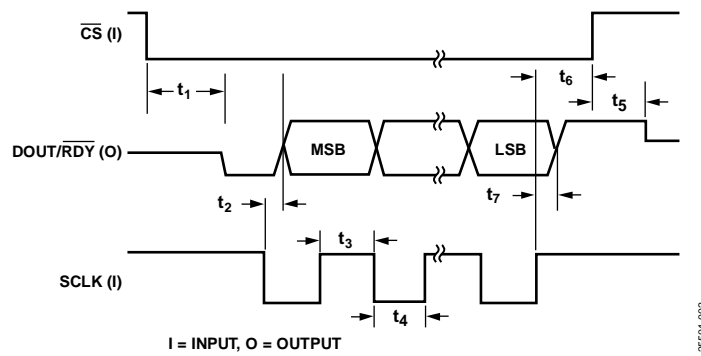 CS (I)
t1
t6
t5
DOUT/RDY (O)
MSB
LSB
t2
t7
t3
SCLK (I)
t4
I = INPUT, O = OUTPUT